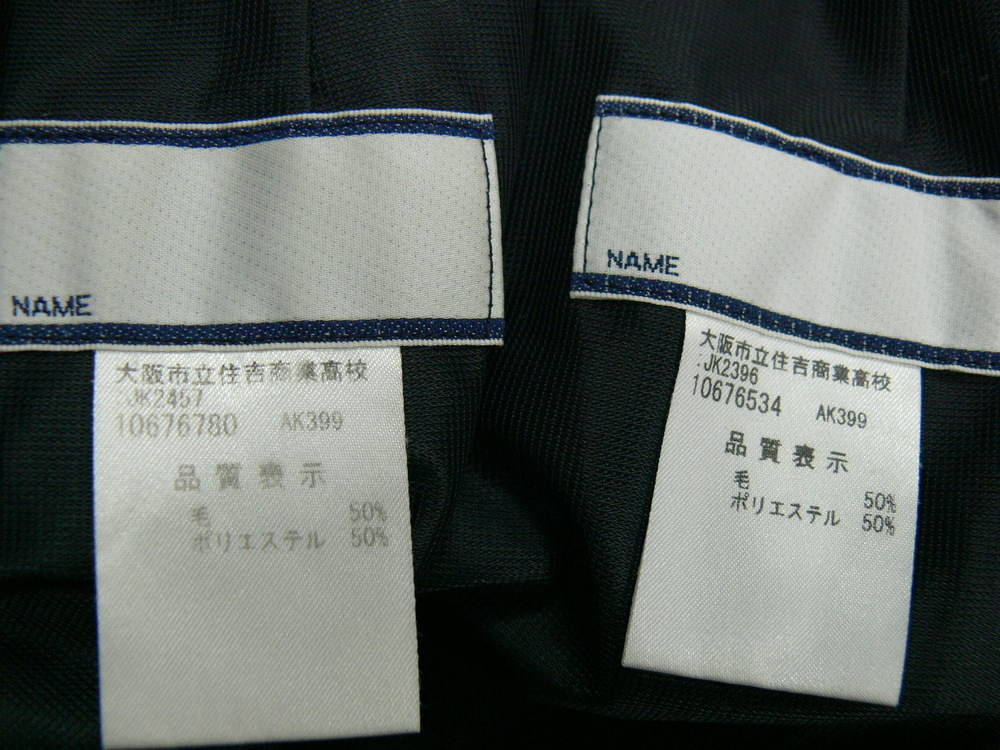 NAME
大阪市立住吉商業高校
:JK2457
10676780 AK399
品質表示
毛 50%
ポリエステル 50%
NAME
大阪市立住吉商業高校
:JK2396
10676534 AK399
品質表示
毛 50%
ポリエステル 50%